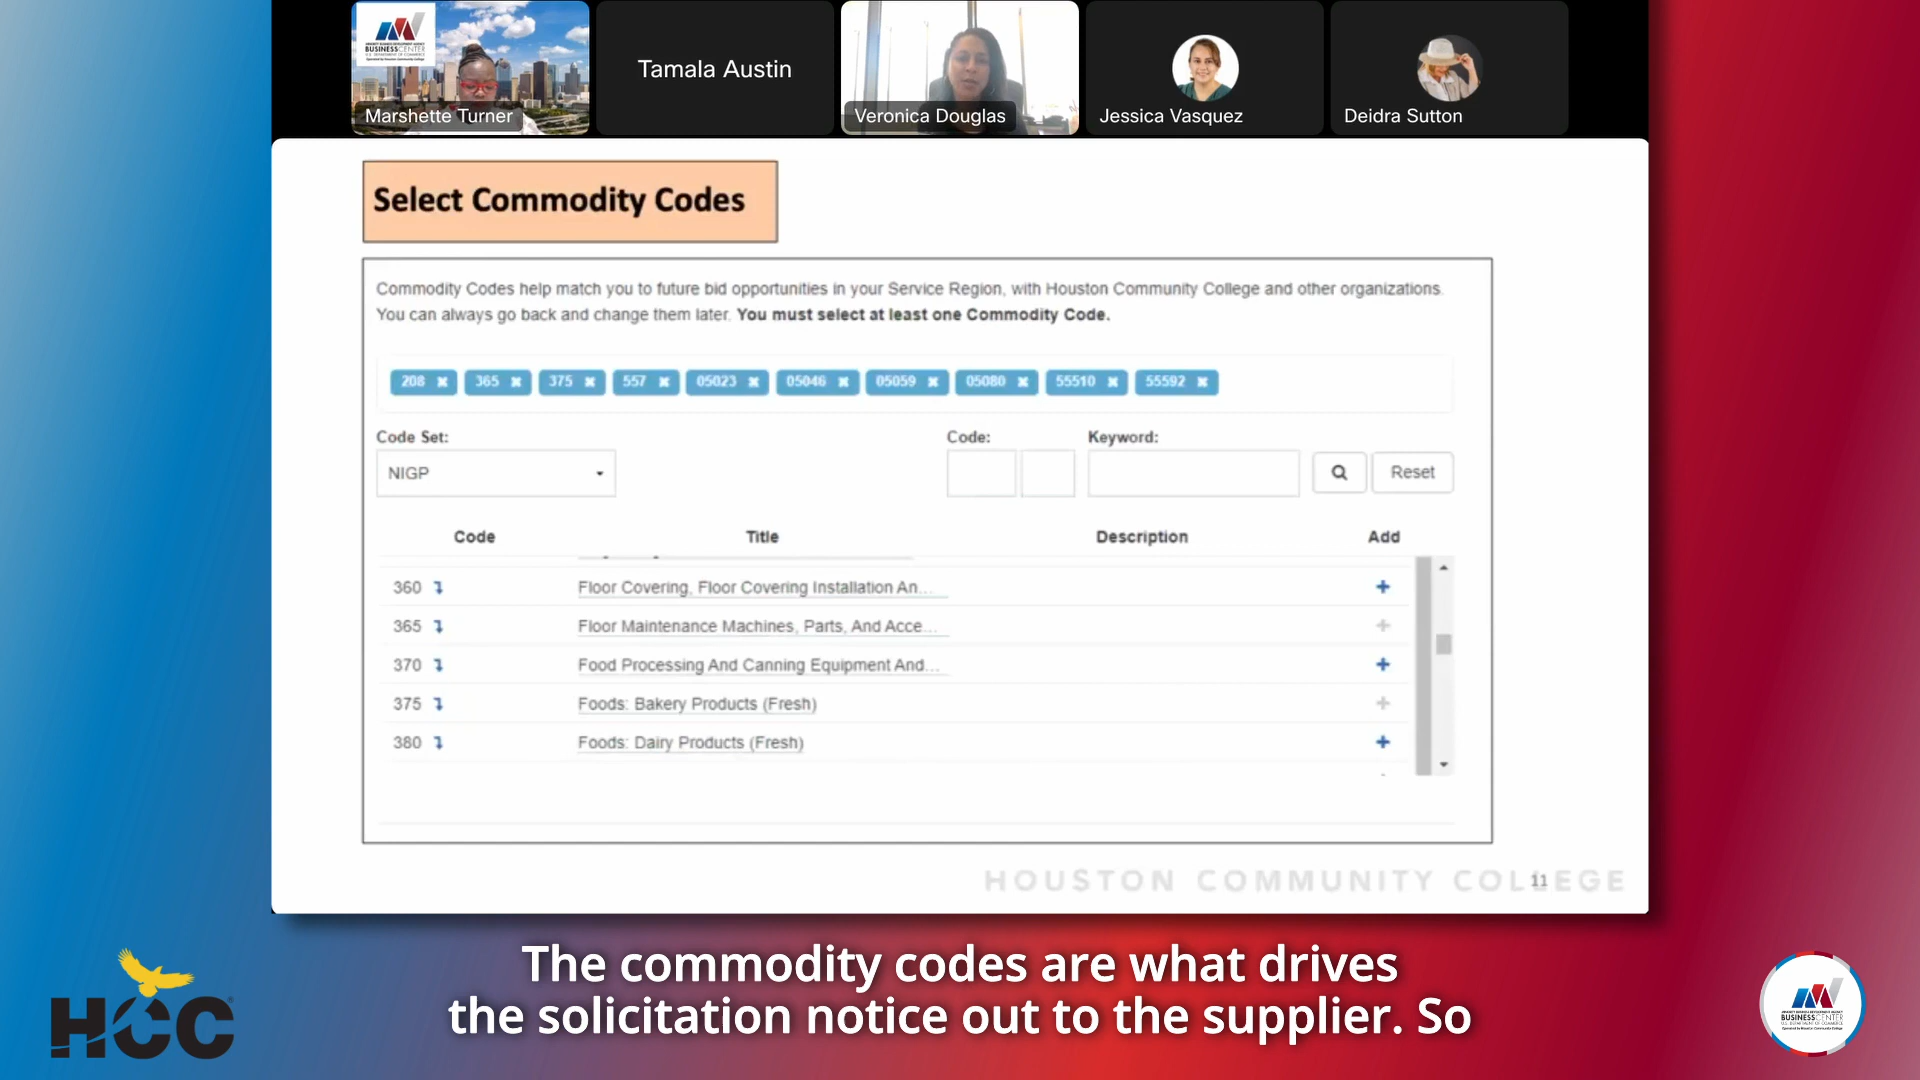 BUSINESSCENTER
Marshette Turner
Tamala Austin
Veronica Douglas
Jessica Vasquez
Deidra Sutton
Select Commodity Codes
Commodity Codes help match you to future bid opportunities in your Service Region, with Houston Community College and other organizations.
You can always go back and change them later. You must select at least one Commodity Code.
208 365 375 557 05023 05046 05059 05080 55510 55592
Code Set: Code: Keyword:
NIGP Reset
Code Title Description Add
360 Floor Covering, Floor Covering Installation An...
365 Floor Maintenance Machines, Parts, And Acce...
370 Food Processing And Canning Equipment And...
375 Foods: Bakery Products (Fresh)
380 Foods: Dairy Products (Fresh)
HOUSTON COMMUNITY COLLEGE
11
The commodity codes are what drives
the solicitation notice out to the supplier. So
HCC
BUSINESSCENTER